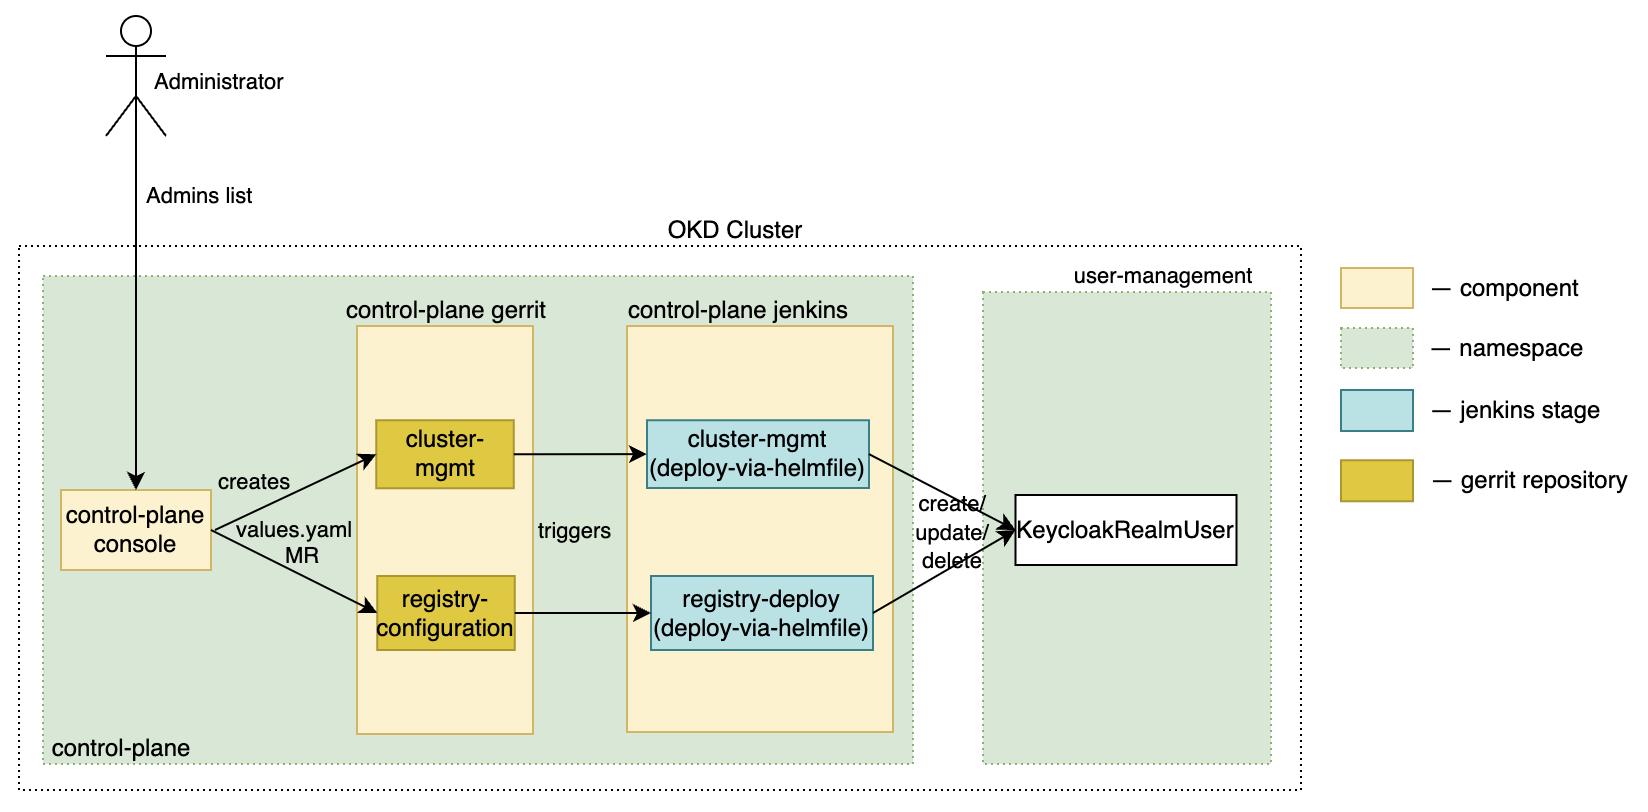 Administrator
Admins list
OKD Cluster
user-management
control-plane gerrit
control-plane jenkins
cluster-
mgmt
cluster-mgmt
(deploy-via-helmfile)
creates
values.yaml
MR
control-plane
console
triggers
create/
update/
delete
KeycloakRealmUser
registry-
configuration
registry-deploy
(deploy-via-helmfile)
control-plane
— component
— namespace
— jenkins stage
— gerrit repository